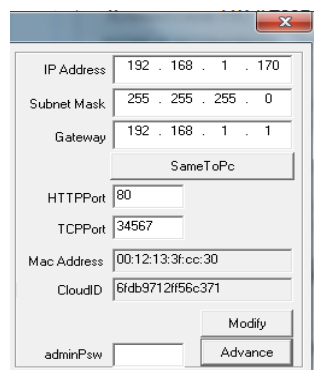 IP Address 192 . 168 . 1 . 170
Subnet Mask 255 . 255 . 255 . 0
Gateway 192 . 168 . 1 . 1
SameToPc
HTTPPort 80
TCPPort 34567
Mac Address 00:12:13:3f:cc:30
CloudID 6fdb9712ff56c371
Modify
adminPsw Advance